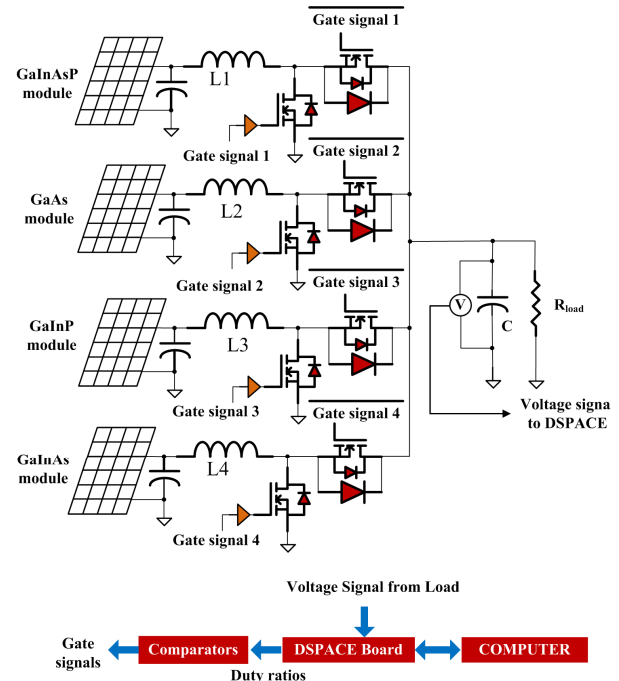 Gate signal 1
GaInAsP
module
L1
Gate signal 1
Gate signal 2
GaAs
module
L2
Gate signal 2
Gate signal 3
GaInP
module
L3
Gate signal 3
Gate signal 4
GaInAs
module
L4
Gate signal 4
V
C
Rload
Voltage signa
to DSPACE
Voltage Signal from Load
Gate
signals
Comparators
DSPACE Board
COMPUTER
Duty ratios